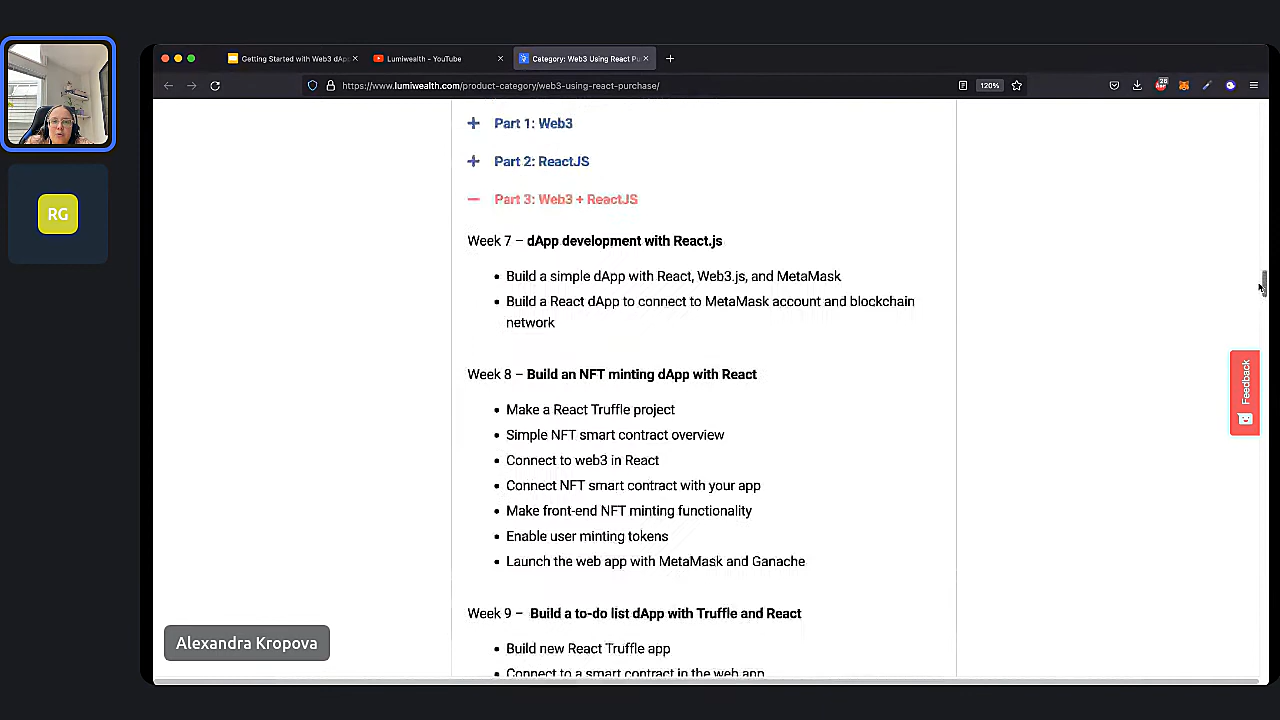 Getting Started with Web3 dAp
Lumiwealth - YouTube
Category: Web3 Using React Pu
https://www.lumiwealth.com/product-category/web3-using-react-purchase/
120%
28
Part 1: Web3
Part 2: ReactJS
Part 3: Web3 + ReactJS
RG
Week 7 – dApp development with React.js
Build a simple dApp with React, Web3.js, and MetaMask
Build a React dApp to connect to MetaMask account and blockchain
network
Week 8 – Build an NFT minting dApp with React
Make a React Truffle project
Simple NFT smart contract overview
Connect to web3 in React
Connect NFT smart contract with your app
Make front-end NFT minting functionality
Enable user minting tokens
Launch the web app with MetaMask and Ganache
Feedback
Week 9 – Build a to-do list dApp with Truffle and React
Build new React Truffle app
Connect to a smart contract in the web app
Alexandra Kropova